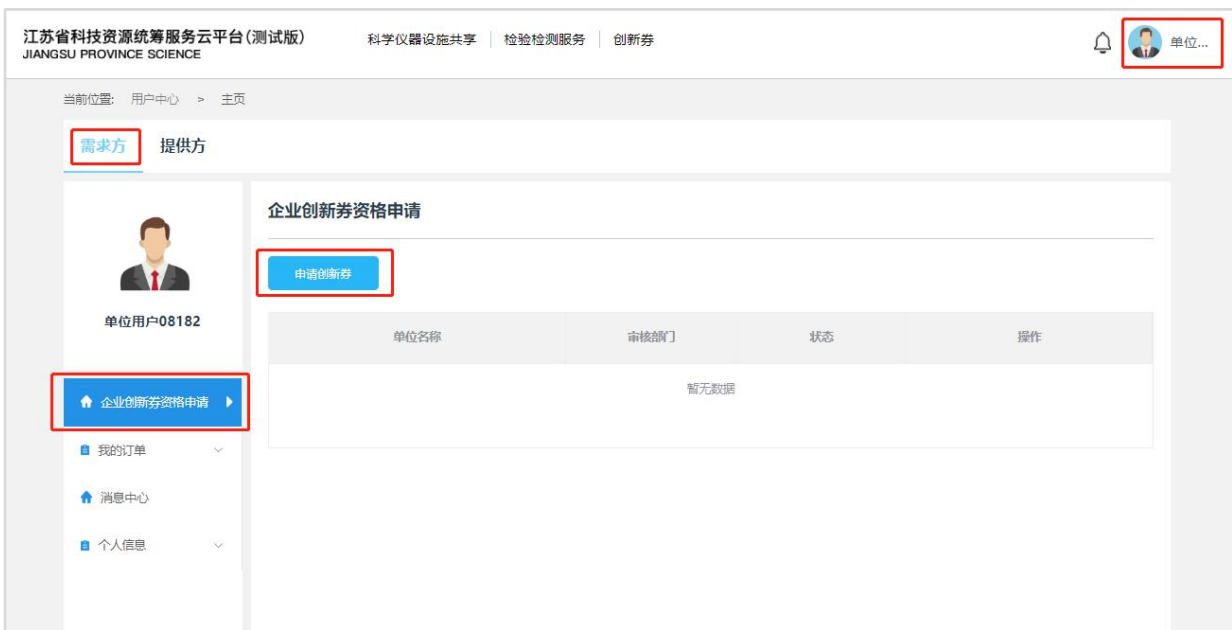 江苏省科技资源统筹服务云平台(测试版) 科学仪器设施共享 检验检测服务 创新券 单位...
JIANGSU PROVINCE SCIENCE
当前位置: 用户中心 > 主页
需求方 提供方
企业创新券资格申请
申请创新券
单位用户08182
单位名称 审核部门 状态 操作
暂无数据
企业创新券资格申请
我的订单
消息中心
个人信息